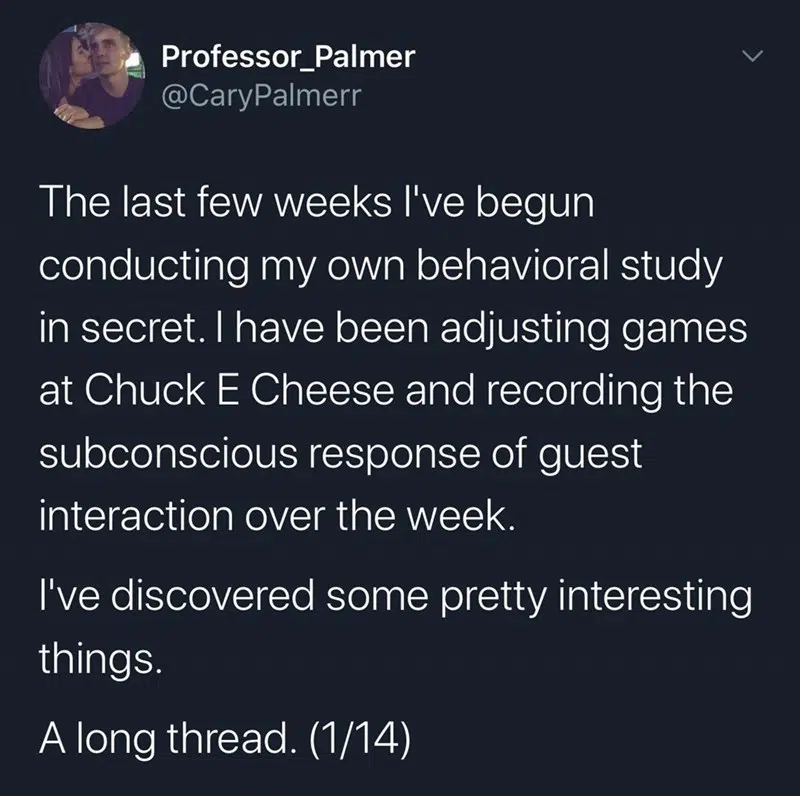 Professor_Palmer
@CaryPalmerr
The last few weeks I've begun
conducting my own behavioral study
in secret. I have been adjusting games
at Chuck E Cheese and recording the
subconscious response of guest
interaction over the week.
I've discovered some pretty interesting
things.
A long thread. (1/14)